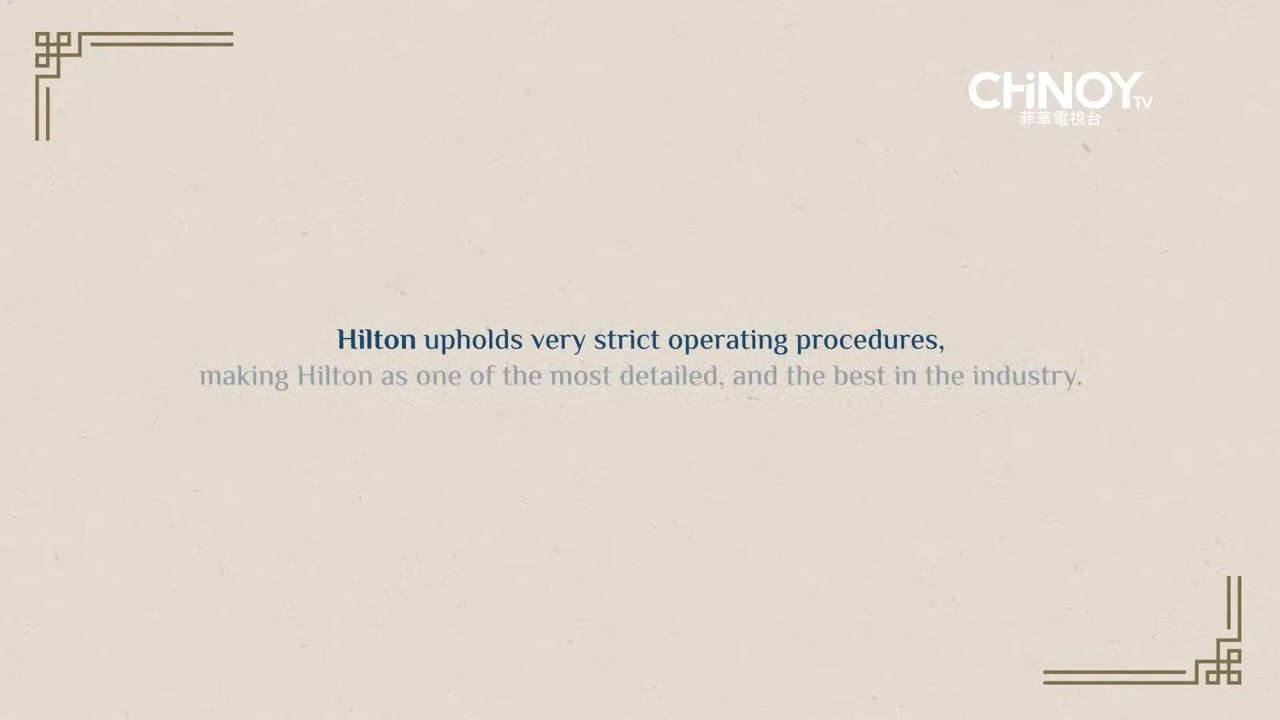 CHiNOY TV
菲華電視台
Hilton upholds very strict operating procedures,
making Hilton as one of the most detailed, and the best in the industry.